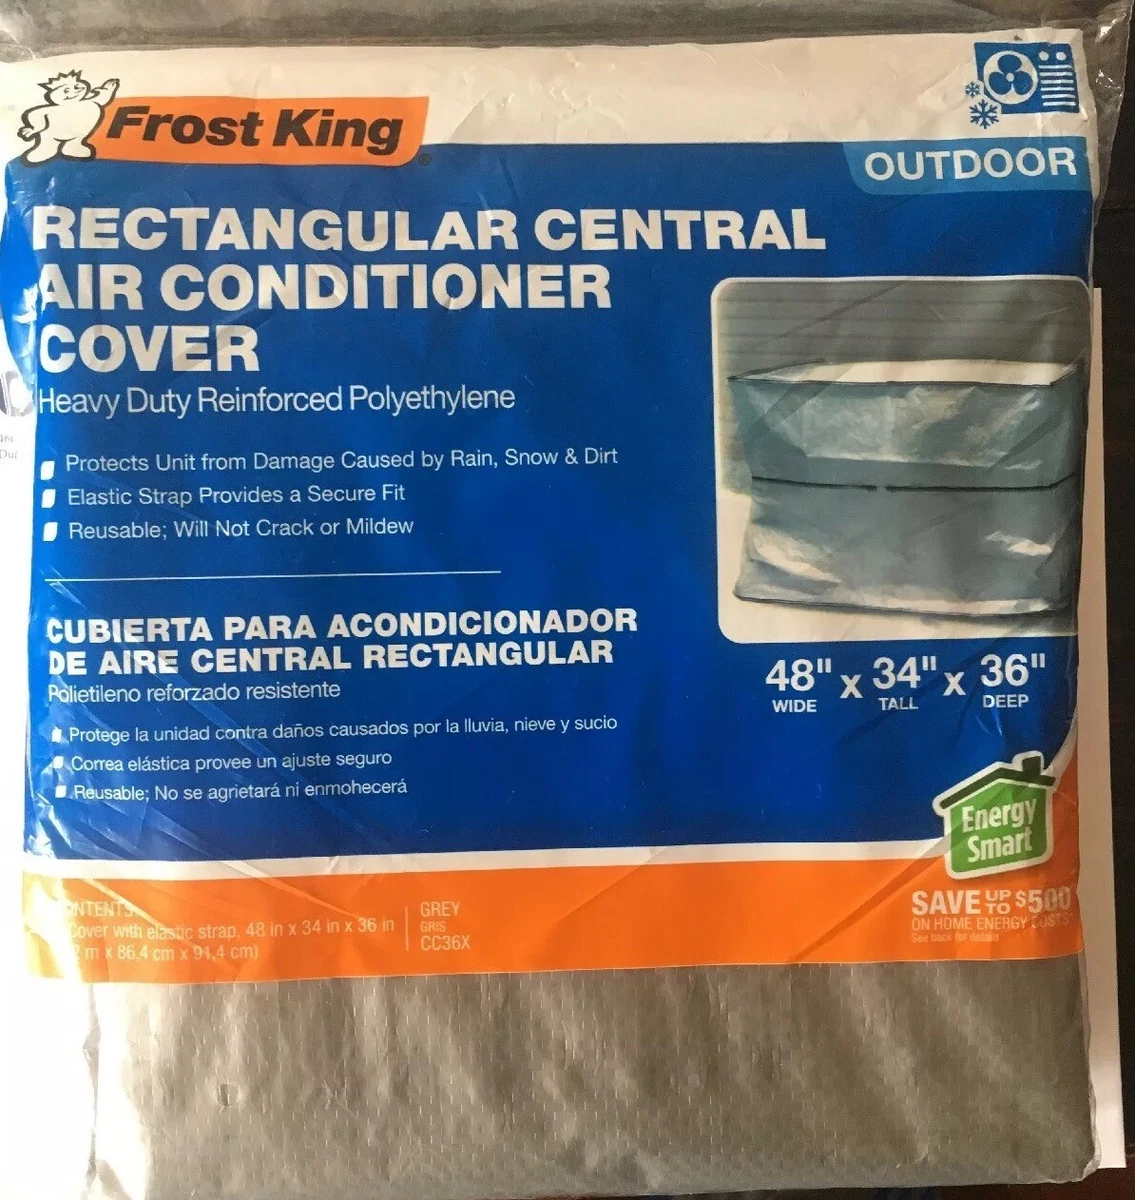 Frost King
OUTDOOR
RECTANGULAR CENTRAL
AIR CONDITIONER
COVER
Heavy Duty Reinforced Polyethylene
Protects Unit from Damage Caused by Rain, Snow & Dirt
Elastic Strap Provides a Secure Fit
Reusable; Will Not Crack or Mildew
CUBIERTA PARA ACONDICIONADOR
DE AIRE CENTRAL RECTANGULAR
Polietileno reforzado resistente
Protege la unidad contra daños causados por la lluvia, nieve y sucio
Correa elástica provee un ajuste seguro
Reusable; No se agrietará ni enmohecerá
48" x 34" x 36"
WIDE TALL DEEP
Energy
Smart
SAVE UP TO $500
ON HOME ENERGY COSTS*
See back for details
NTENTS:
Cover with elastic strap. 48 in x 34 in x 36 in
2 m x 86,4 cm x 91,4 cm)
GREY
GRIS
CC36X